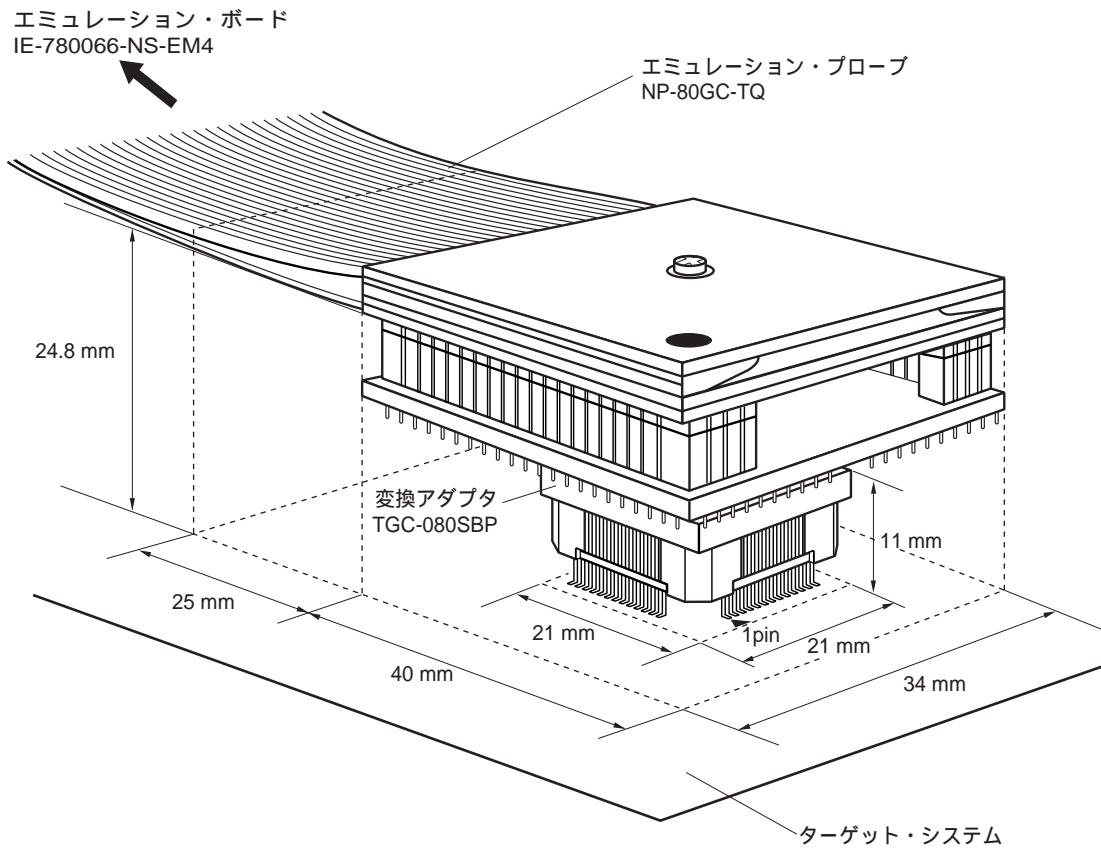 エミュレーション・ボード
IE-780066-NS-EM4
エミュレーション・プローブ
NP-80GC-TQ
24.8 mm
変換アダプタ
TGC-080SBP
11 mm
25 mm
21 mm
1pin
21 mm
40 mm
34 mm
ターゲット・システム